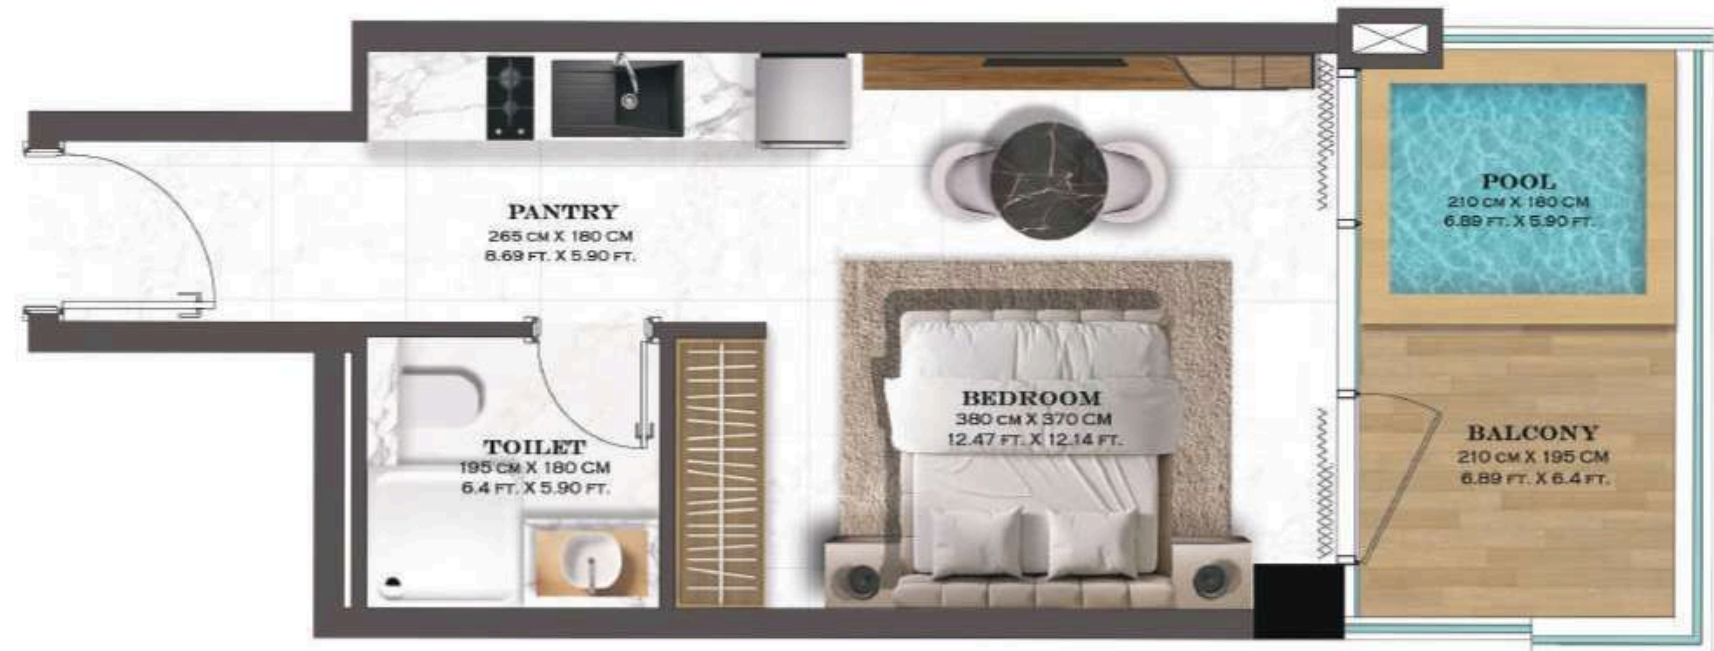 PANTRY
265 CM X 180 CM
8.69 FT. X 5.90 FT.
POOL
210 CM X 180 CM
6.89 FT. X 5.90 FT.
BEDROOM
380 CM X 370 CM
12.47 FT. X 12.14 FT.
TOILET
195 CM X 180 CM
6.4 FT. X 5.90 FT.
BALCONY
210 CM X 195 CM
6.89 FT. X 6.4 FT.